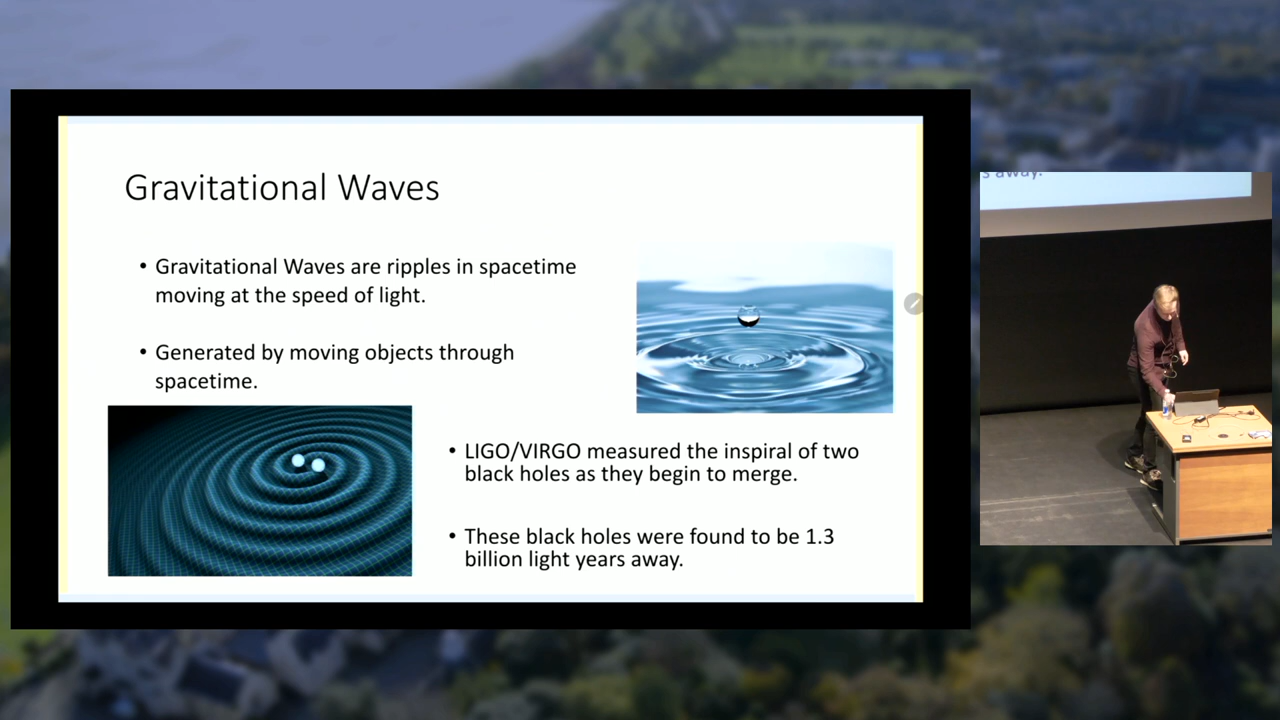 Gravitational Waves
• Gravitational Waves are ripples in spacetime
moving at the speed of light.
• Generated by moving objects through
spacetime.
• LIGO/VIRGO measured the inspiral of two
black holes as they begin to merge.
• These black holes were found to be 1.3
billion light years away.
s away.